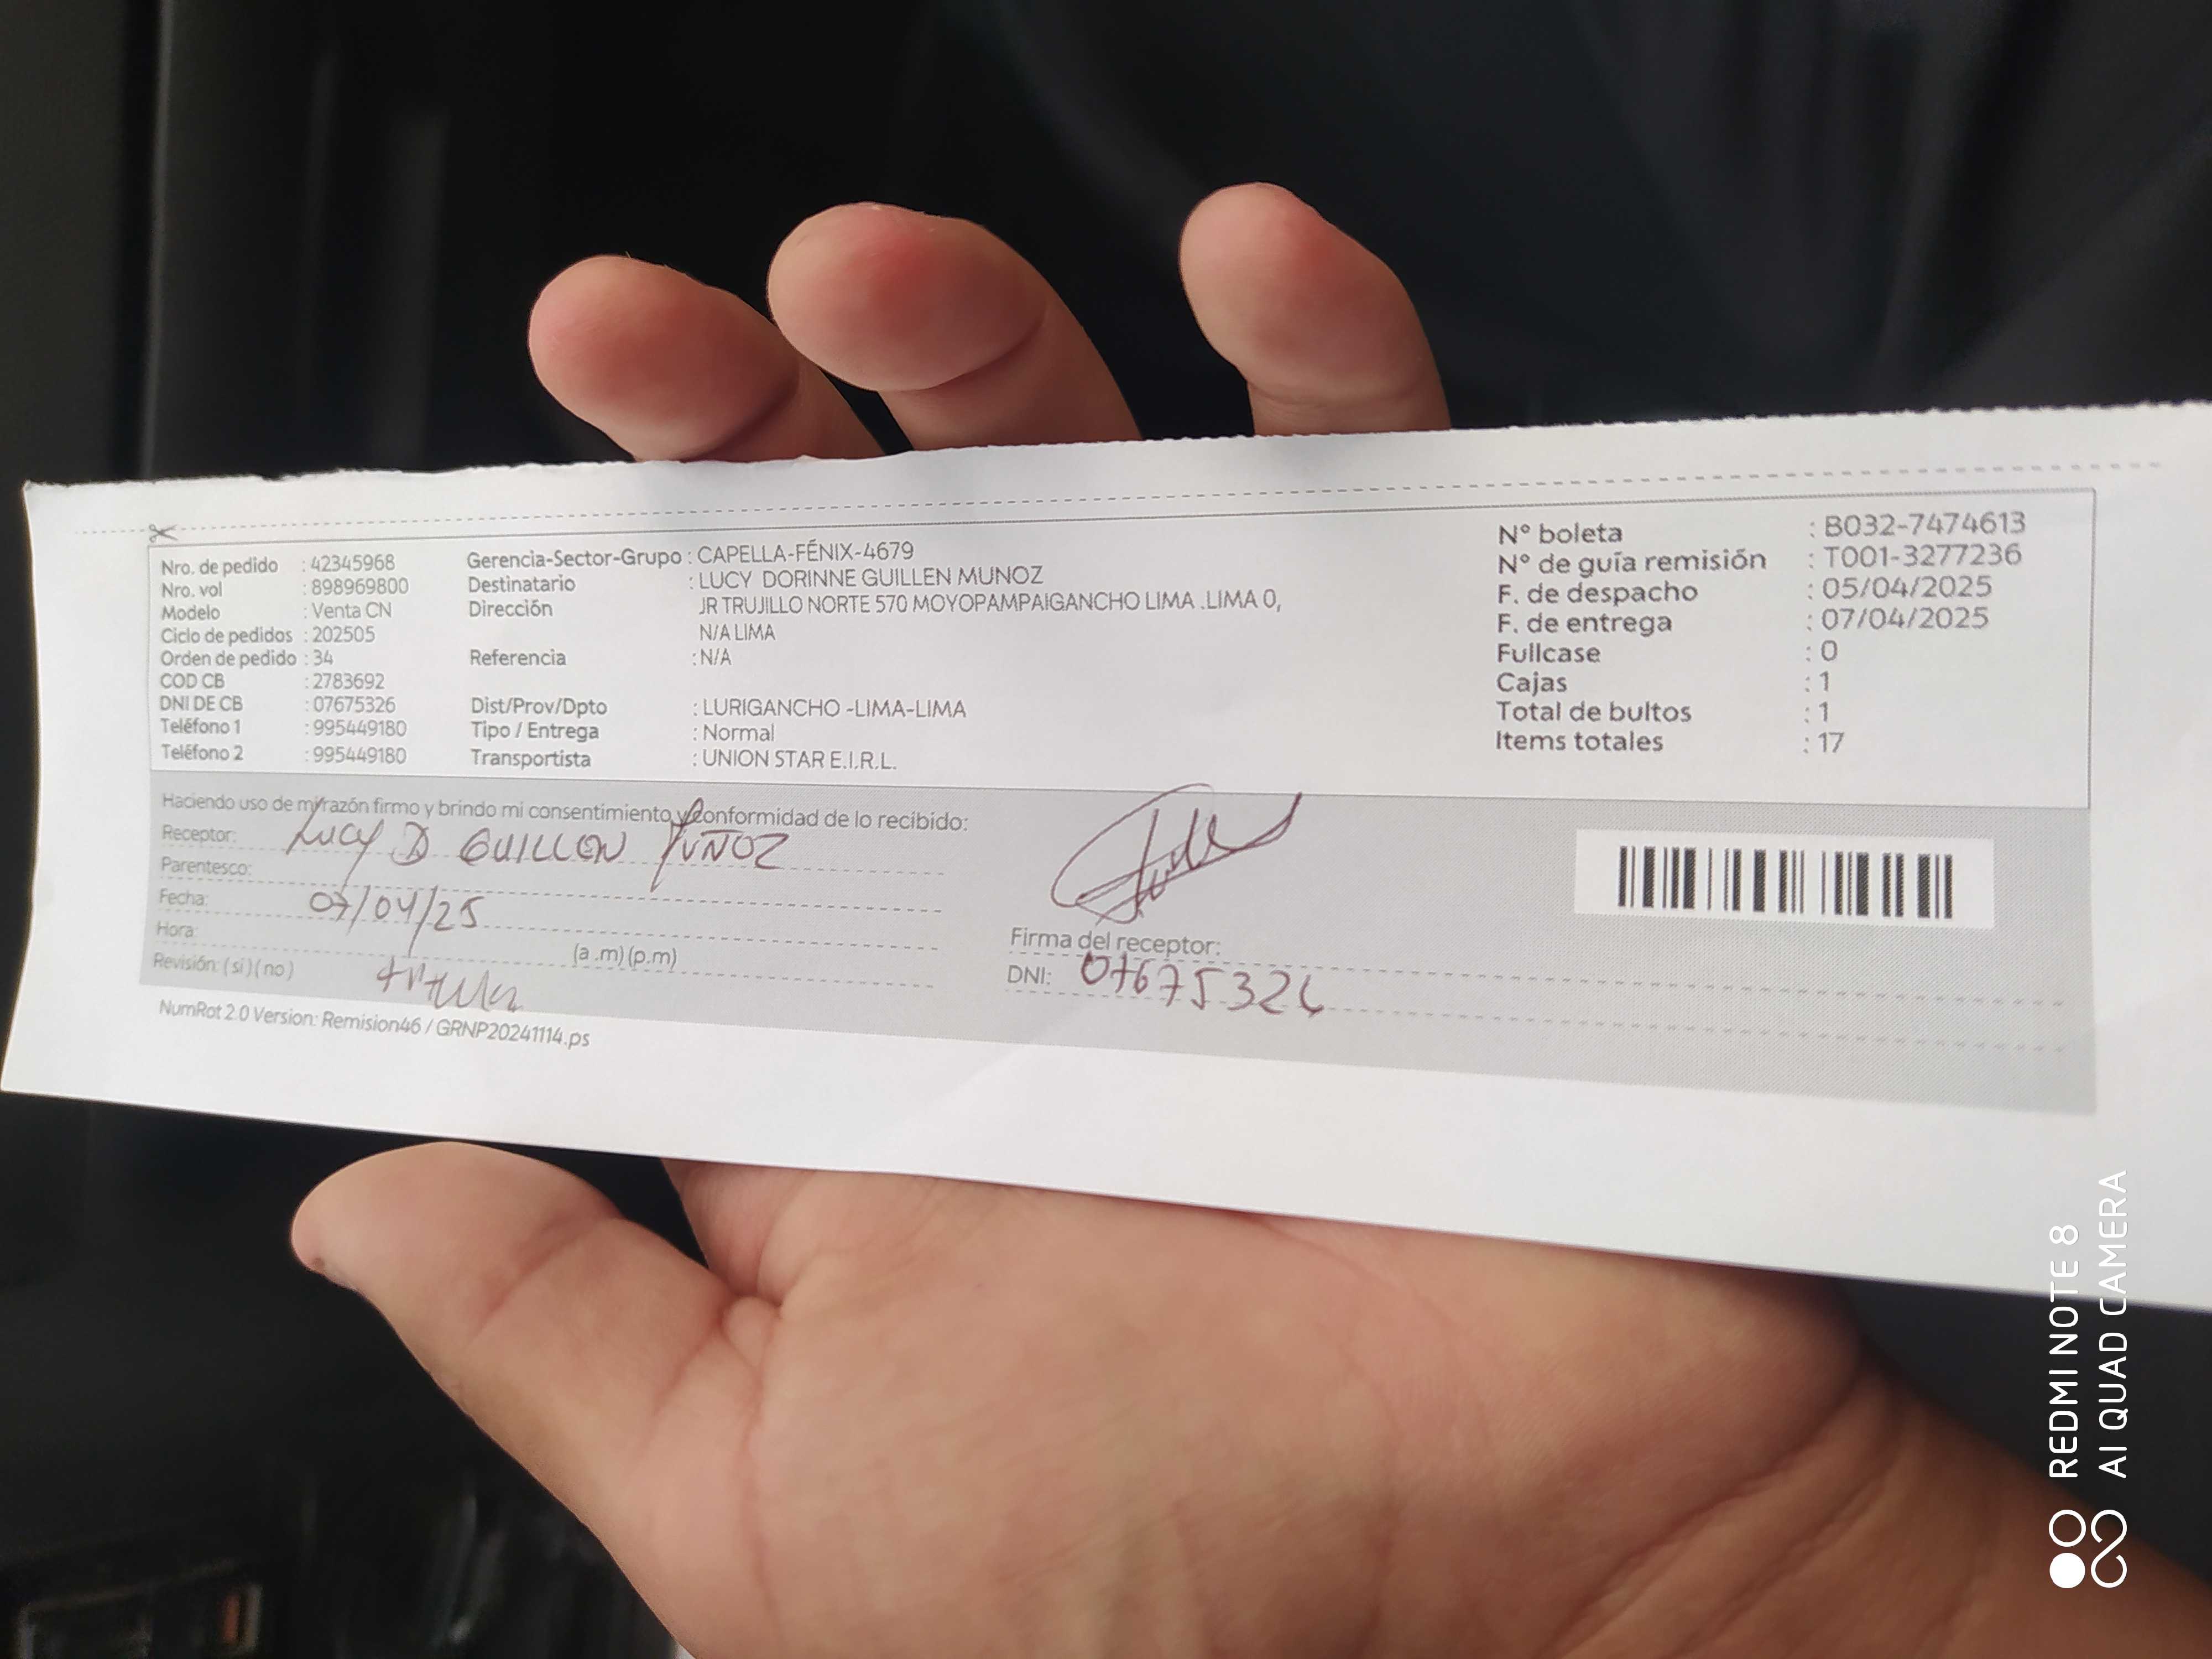 Nro. de pedido : 42345968
Nro. vol : 898969800
Modelo : Venta CN
Ciclo de pedidos : 202505
Orden de pedido : 34
COD CB : 2783692
DNI DE CB : 07675326
Teléfono 1 : 995449180
Teléfono 2 : 995449180
Gerencia-Sector-Grupo : CAPELLA-FÉNIX-4679
Destinatario : LUCY DORINNE GUILLEN MUNOZ
Dirección JR TRUJILLO NORTE 570 MOYOPAMPAIGANCHO LIMA .LIMA 0,
N/A LIMA
Referencia : N/A
Dist/Prov/Dpto : LURIGANCHO -LIMA-LIMA
Tipo / Entrega : Normal
Transportista : UNION STAR E.I.R.L.
N° boleta : B032-7474613
N° de guía remisión : T001-3277236
F. de despacho : 05/04/2025
F. de entrega : 07/04/2025
Fullcase : 0
Cajas : 1
Total de bultos : 1
Items totales : 17
Haciendo uso de mi razón firmo y brindo mi consentimiento y conformidad de lo recibido:
Receptor: LUCY D GUILLEN MUÑOZ
Parentesco:
Fecha: 07/04/25
Hora: (a .m) (p.m)
Revisión: ( si ) ( no )
Firma del receptor:
DNI: 07675326
NumRot 2.0 Version: Remision46 / GRNP20241114.ps
REDMI NOTE 8
AI QUAD CAMERA